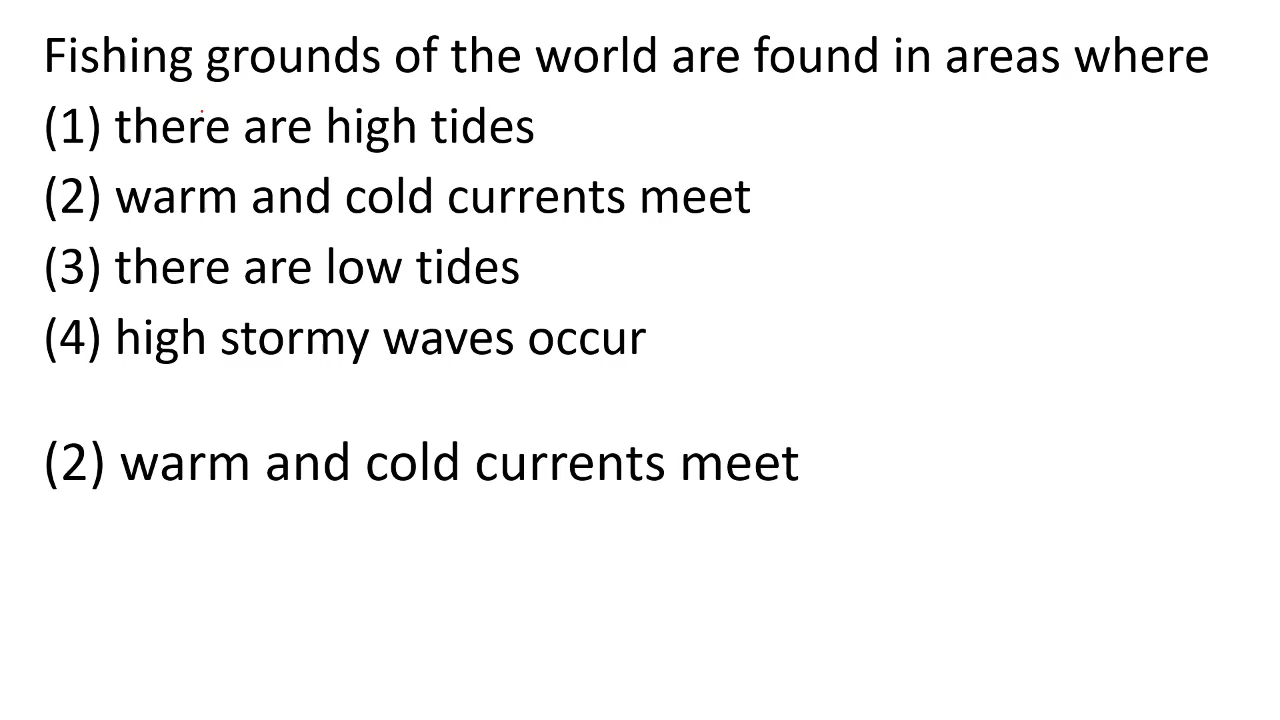 Fishing grounds of the world are found in areas where
(1) there are high tides
(2) warm and cold currents meet
(3) there are low tides
(4) high stormy waves occur
(2) warm and cold currents meet